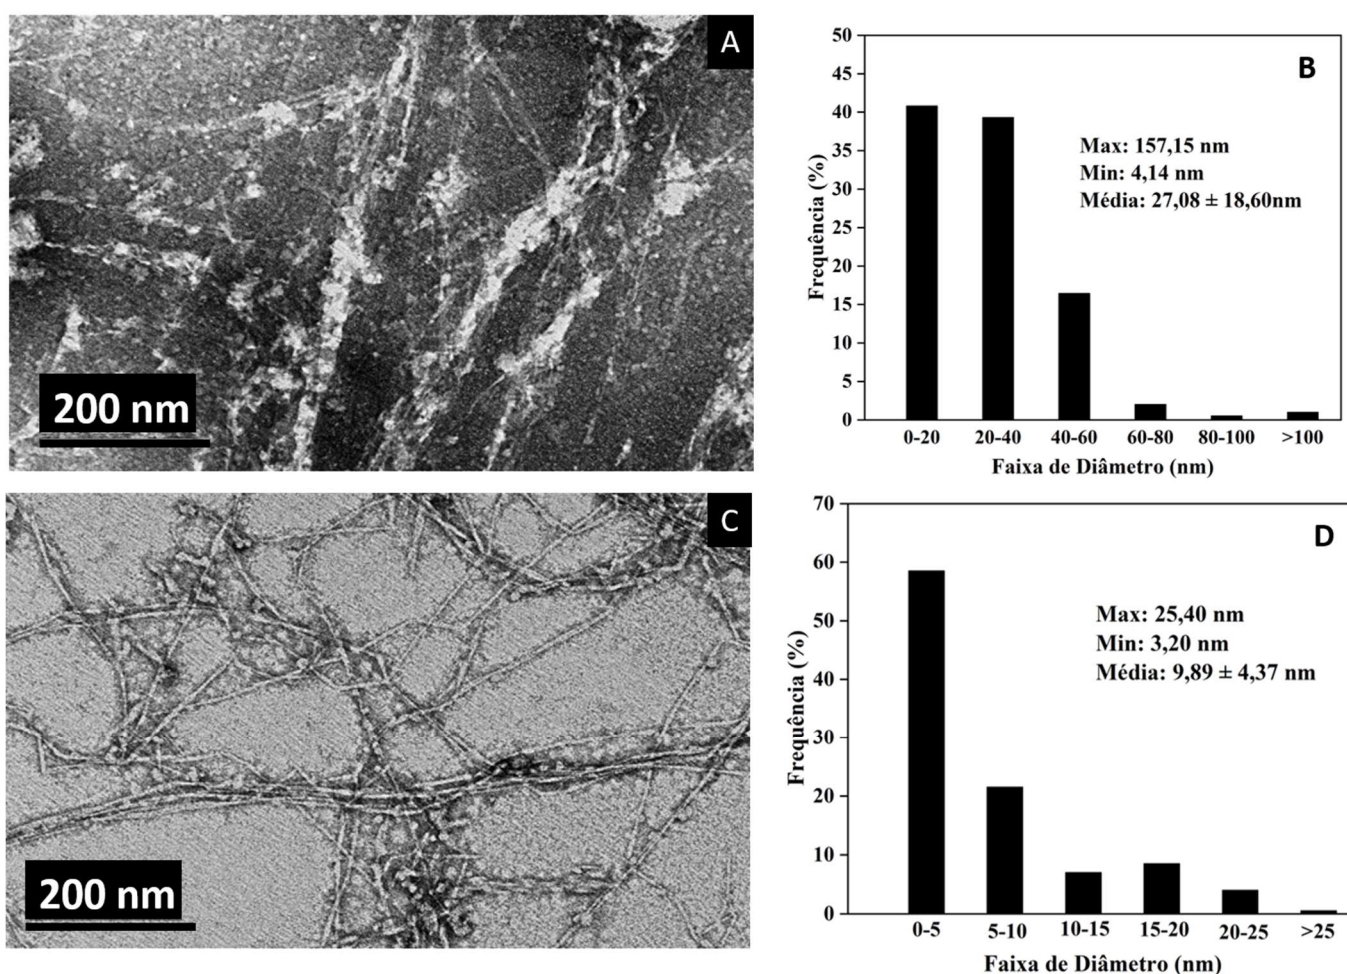 A
200 nm
B
50
45
40
35
30
25
20
15
10
5
0
Frequência (%)
Max: 157,15 nm
Min: 4,14 nm
Média: 27,08 ± 18,60nm
0-20 20-40 40-60 60-80 80-100 >100
Faixa de Diâmetro (nm)
C
200 nm
D
70
60
50
40
30
20
10
0
Frequência (%)
Max: 25,40 nm
Min: 3,20 nm
Média: 9,89 ± 4,37 nm
0-5 5-10 10-15 15-20 20-25 >25
Faixa de Diâmetro (nm)